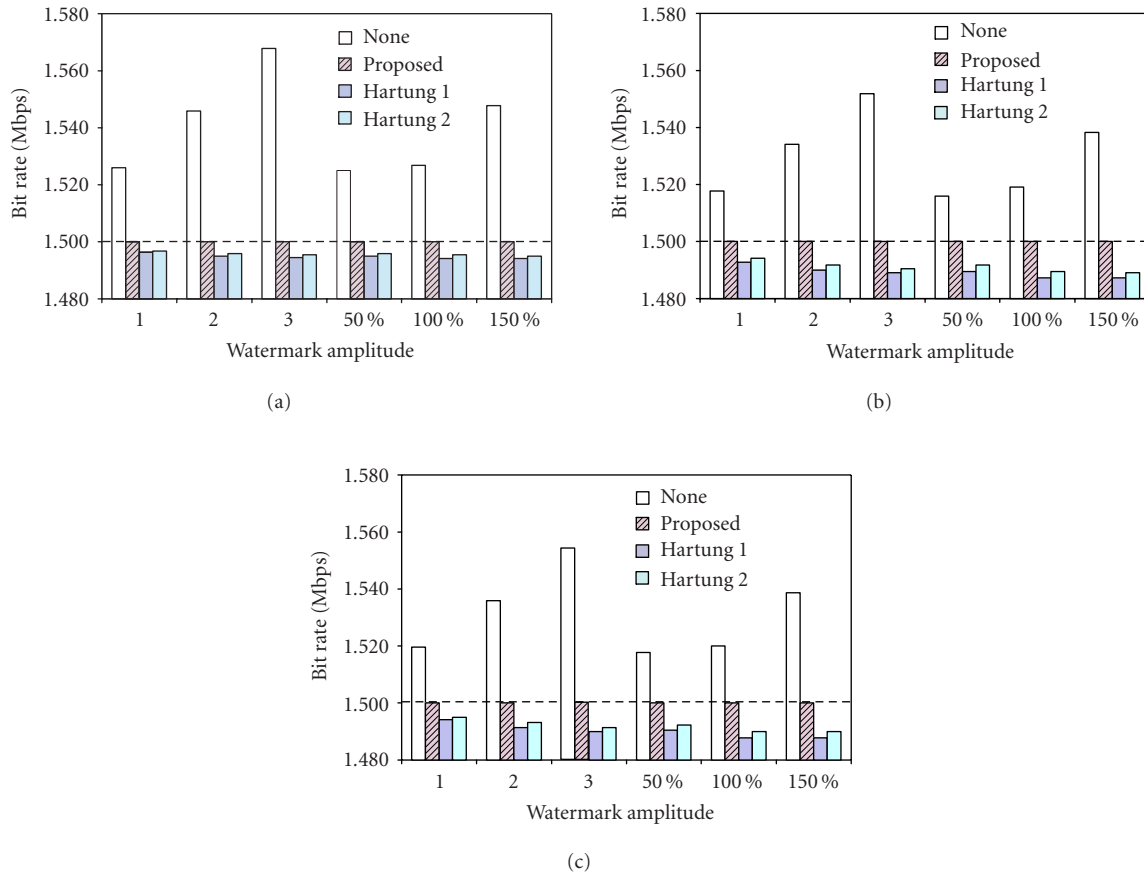 1.580
1.560
1.540
1.520
1.500
1.480
Bit rate (Mbps)
None
Proposed
Hartung 1
Hartung 2
1 2 3 50 % 100 % 150 %
Watermark amplitude
(a)
1.580
1.560
1.540
1.520
1.500
1.480
Bit rate (Mbps)
None
Proposed
Hartung 1
Hartung 2
1 2 3 50 % 100 % 150 %
Watermark amplitude
(b)
1.580
1.560
1.540
1.520
1.500
1.480
Bit rate (Mbps)
None
Proposed
Hartung 1
Hartung 2
1 2 3 50 % 100 % 150 %
Watermark amplitude
(c)